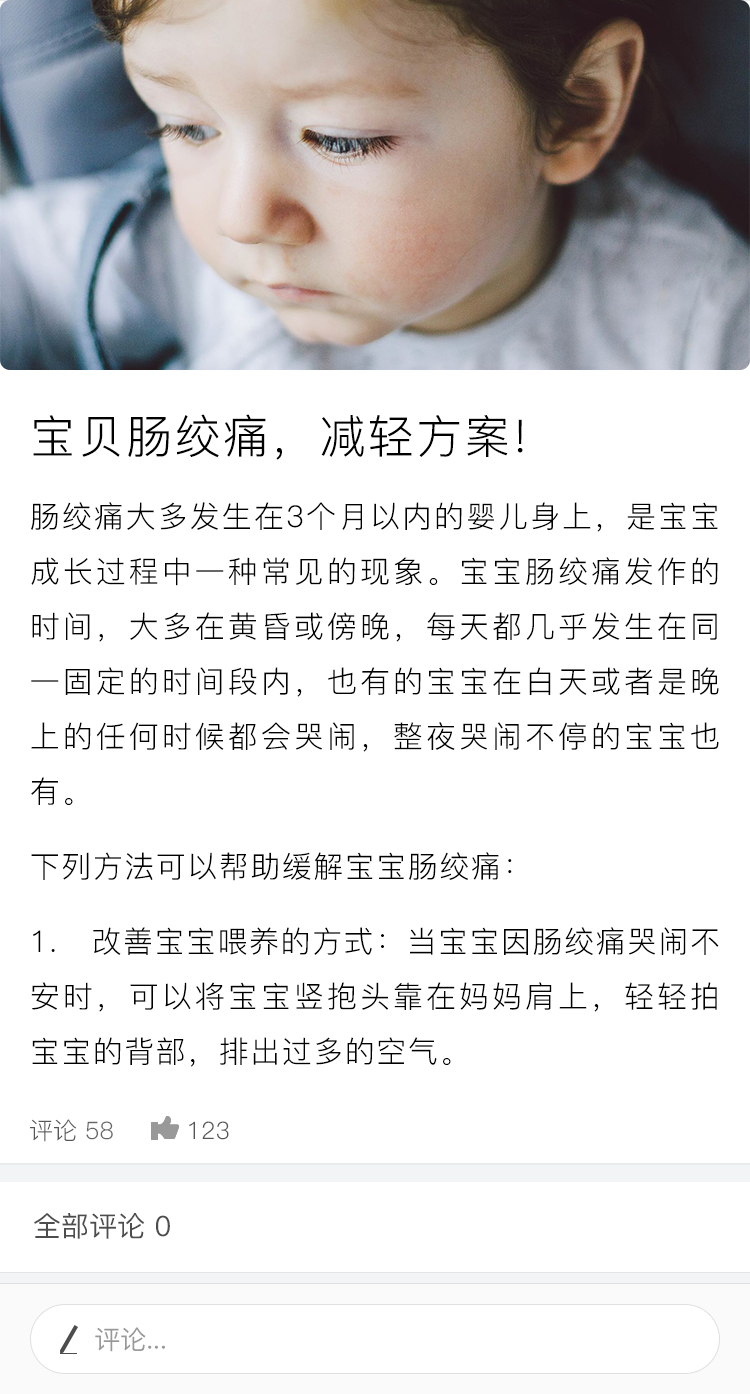 宝贝肠绞痛，减轻方案！
肠绞痛大多发生在3个月以内的婴儿身上，是宝宝
成长过程中一种常见的现象。宝宝肠绞痛发作的
时间，大多在黄昏或傍晚，每天都几乎发生在同
一固定的时间段内，也有的宝宝在白天或者是晚
上的任何时候都会哭闹，整夜哭闹不停的宝宝也
有。
下列方法可以帮助缓解宝宝肠绞痛：
1. 改善宝宝喂养的方式：当宝宝因肠绞痛哭闹不
安时，可以将宝宝竖抱头靠在妈妈肩上，轻轻拍
宝宝的背部，排出过多的空气。
评论 58 123
全部评论 0
评论...